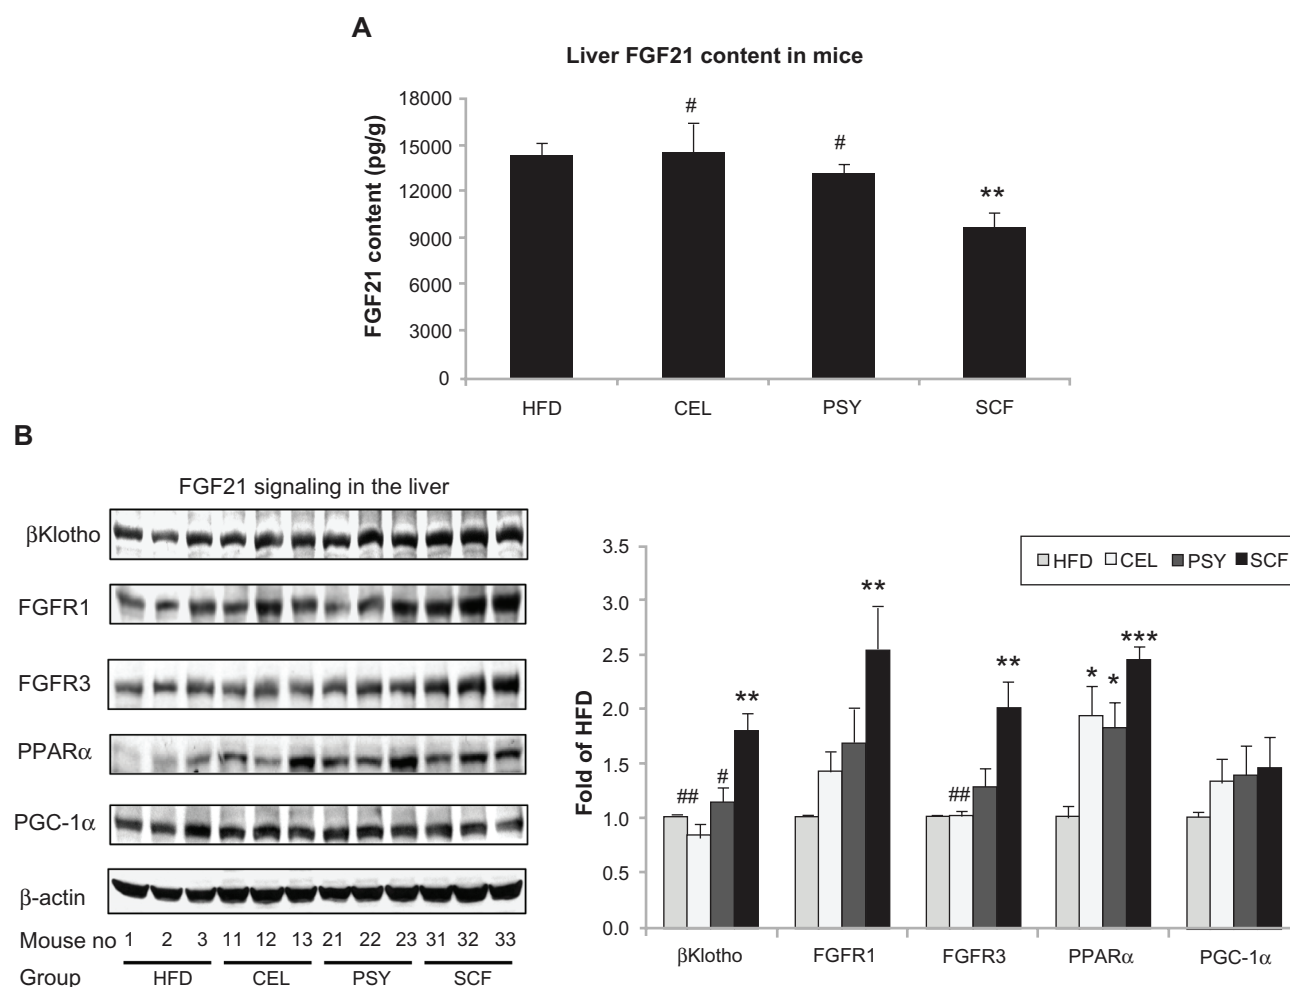 A
Liver FGF21 content in mice
FGF21 content (pg/g)
18000
15000
12000
9000
6000
3000
0
#
#
**
HFD CEL PSY SCF
B
FGF21 signaling in the liver
βKlotho
FGFR1
FGFR3
PPARα
PGC-1α
β-actin
Mouse no 1 2 3 11 12 13 21 22 23 31 32 33
Group HFD CEL PSY SCF
Fold of HFD
3.5
3.0
2.5
2.0
1.5
1.0
0.5
0.0
HFD CEL PSY SCF
## # **
**
## **
* * ***
βKlotho FGFR1 FGFR3 PPARα PGC-1α